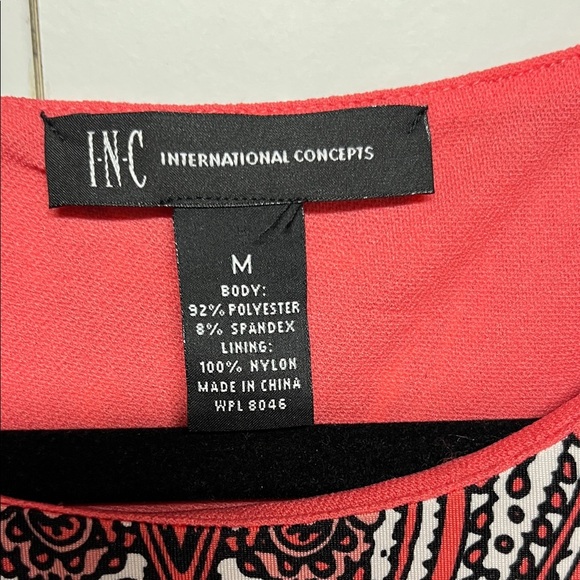 I·N·C INTERNATIONAL CONCEPTS
M
BODY:
92% POLYESTER
8% SPANDEX
LINING:
100% NYLON
MADE IN CHINA
WPL 8046